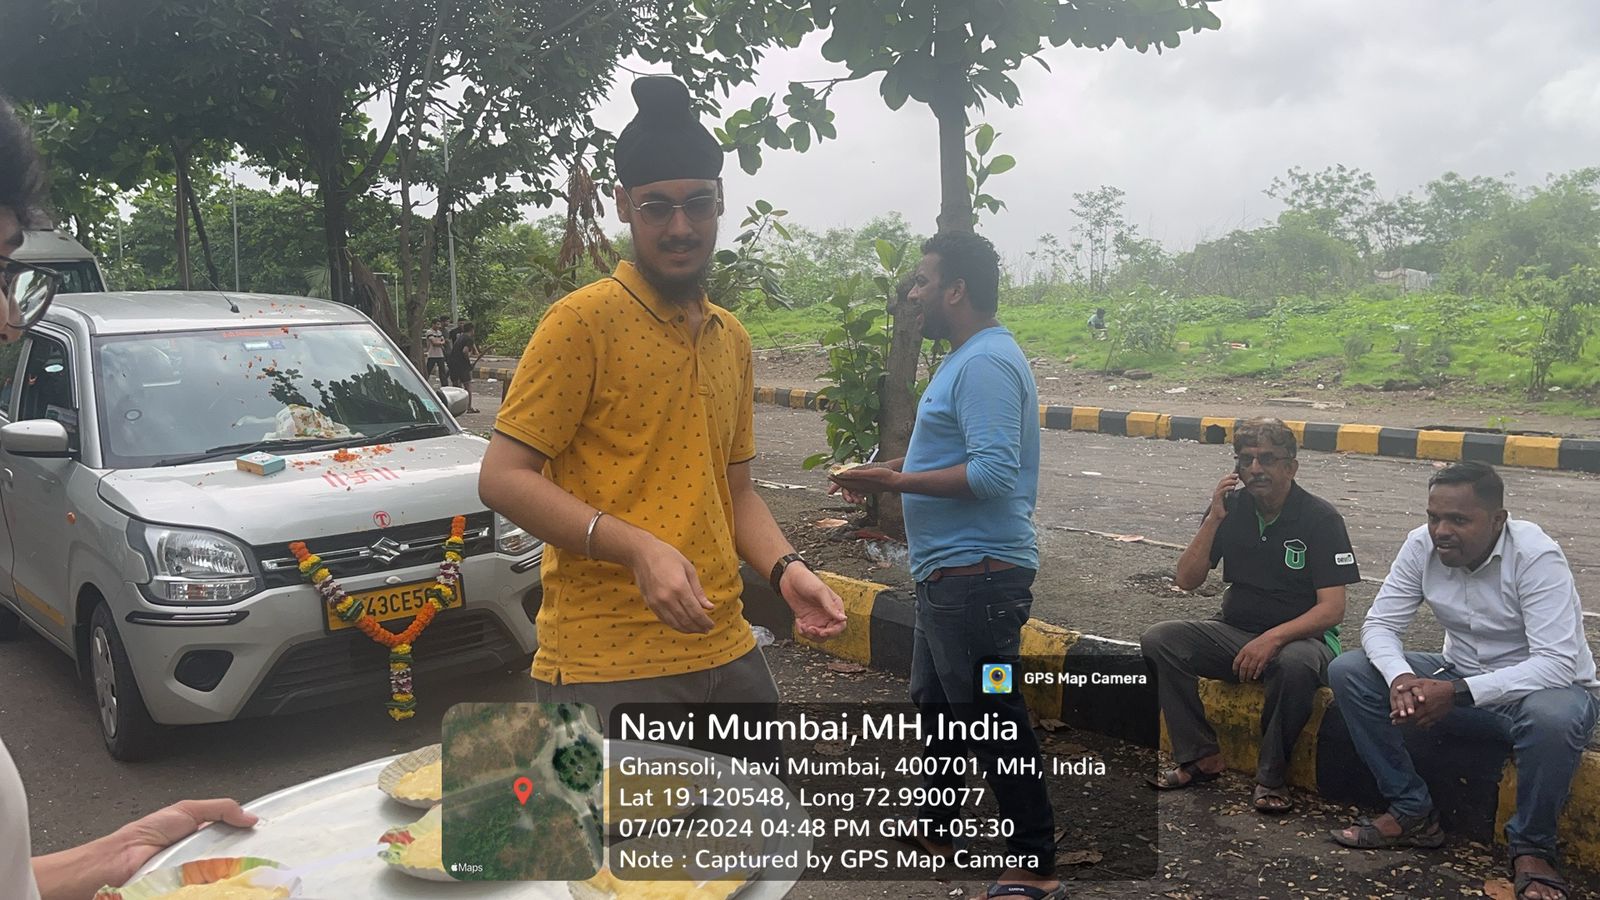 GPS Map Camera
Navi Mumbai,MH,India
Ghansoli, Navi Mumbai, 400701, MH, India
Lat 19.120548, Long 72.990077
07/07/2024 04:48 PM GMT+05:30
Note : Captured by GPS Map Camera
Maps
T
U